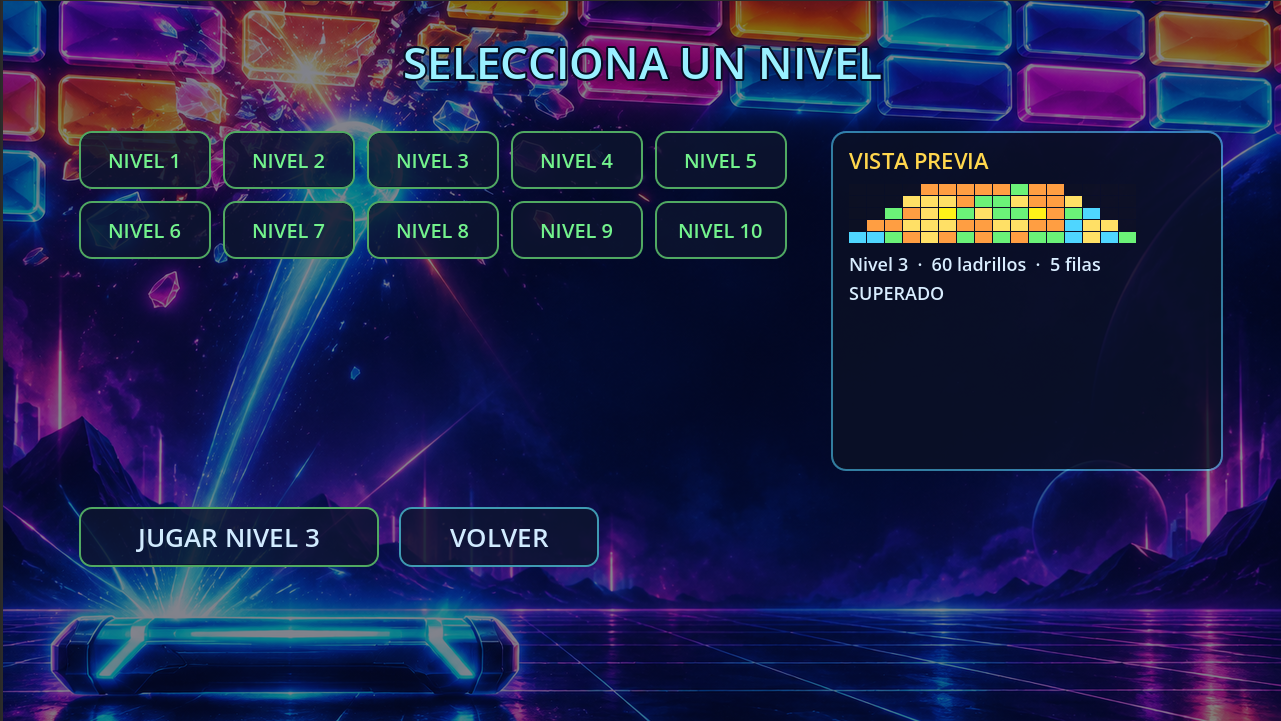 SELECCIONA UN NIVEL
NIVEL 1
NIVEL 2
NIVEL 3
NIVEL 4
NIVEL 5
NIVEL 6
NIVEL 7
NIVEL 8
NIVEL 9
NIVEL 10
VISTA PREVIA
Nivel 3 · 60 ladrillos · 5 filas
SUPERADO
JUGAR NIVEL 3
VOLVER